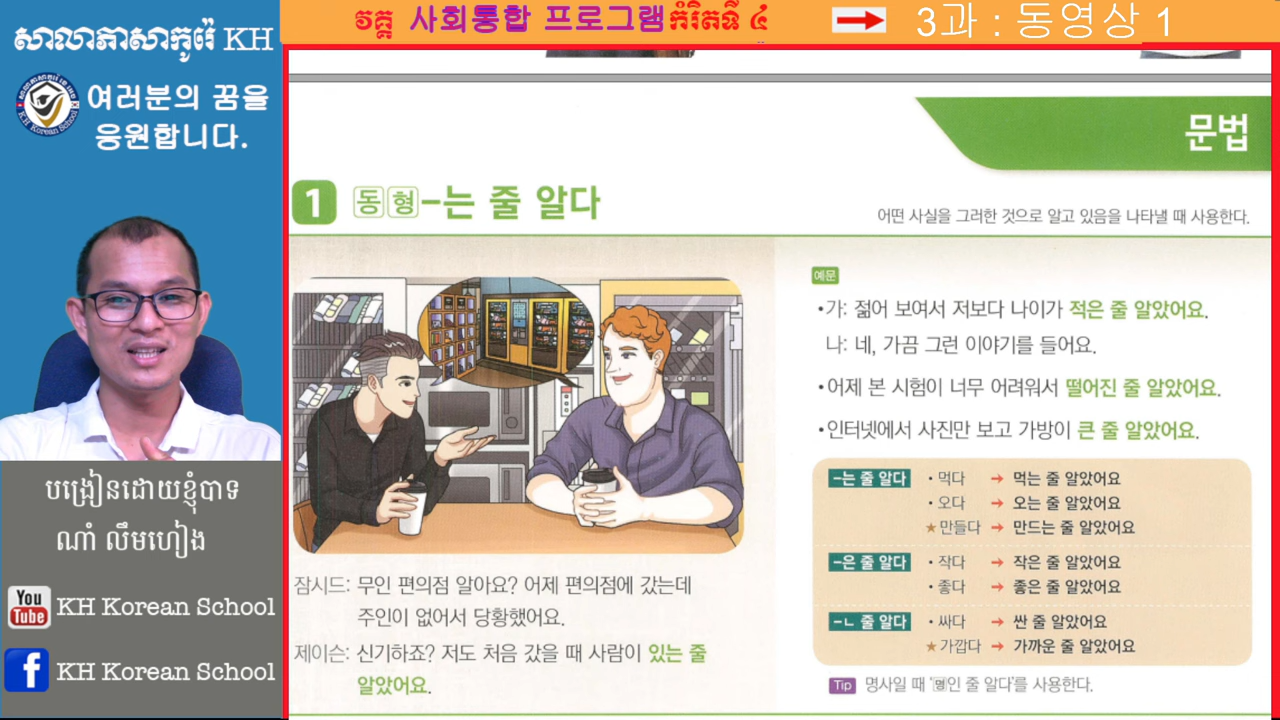 សាលាភាសាកូរ៉េ KH
여러분의 꿈을
응원합니다.
វគ្គ 사회통합 프로그램 កំរិតទី ៤
3과 : 동영상 1
문법
1 동 형 -는 줄 알다
어떤 사실을 그러한 것으로 알고 있음을 나타낼 때 사용한다.
잠시드: 무인 편의점 알아요? 어제 편의점에 갔는데
주인이 없어서 당황했어요.
제이슨: 신기하죠? 저도 처음 갔을 때 사람이 있는 줄
알았어요.
예문
•가: 젊어 보여서 저보다 나이가 적은 줄 알았어요.
나: 네, 가끔 그런 이야기를 들어요.
•어제 본 시험이 너무 어려워서 떨어진 줄 알았어요.
•인터넷에서 사진만 보고 가방이 큰 줄 알았어요.
-는 줄 알다 • 먹다 → 먹는 줄 알았어요
• 오다 → 오는 줄 알았어요
★ 만들다 → 만드는 줄 알았어요
-은 줄 알다 • 작다 → 작은 줄 알았어요
• 좋다 → 좋은 줄 알았어요
-ㄴ 줄 알다 • 싸다 → 싼 줄 알았어요
★ 가깝다 → 가까운 줄 알았어요
Tip 명사일 때 '명인 줄 알다'를 사용한다.
បង្រៀនដោយខ្ញុំបាទ
ណាំ លឹមហៀង
You Tube KH Korean School
f KH Korean School